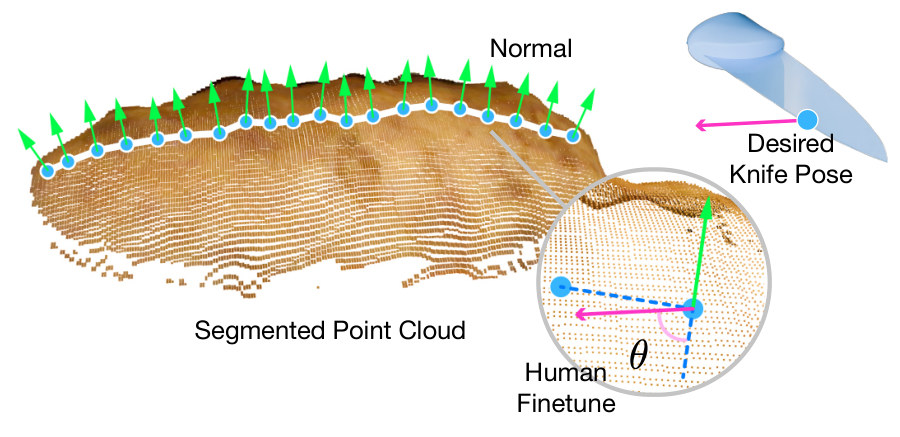 Normal
Desired
Knife Pose
Segmented Point Cloud
θ
Human
Finetune